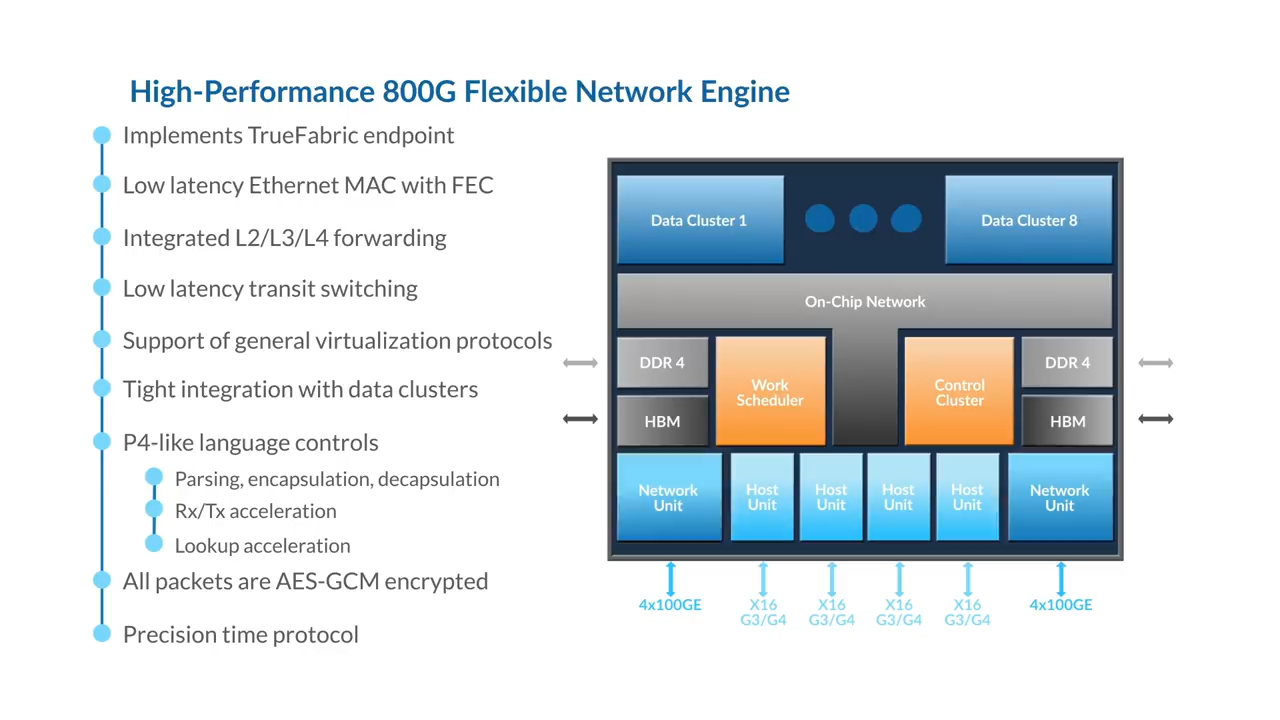 High-Performance 800G Flexible Network Engine
Implements TrueFabric endpoint
Low latency Ethernet MAC with FEC
Integrated L2/L3/L4 forwarding
Low latency transit switching
Support of general virtualization protocols
Tight integration with data clusters
P4-like language controls
Parsing, encapsulation, decapsulation
Rx/Tx acceleration
Lookup acceleration
All packets are AES-GCM encrypted
Precision time protocol
Data Cluster 1
Data Cluster 8
On-Chip Network
DDR 4
HBM
Work
Scheduler
Control
Cluster
DDR 4
HBM
Network
Unit
Host
Unit
Host
Unit
Host
Unit
Host
Unit
Network
Unit
4x100GE
X16
G3/G4
X16
G3/G4
X16
G3/G4
X16
G3/G4
4x100GE